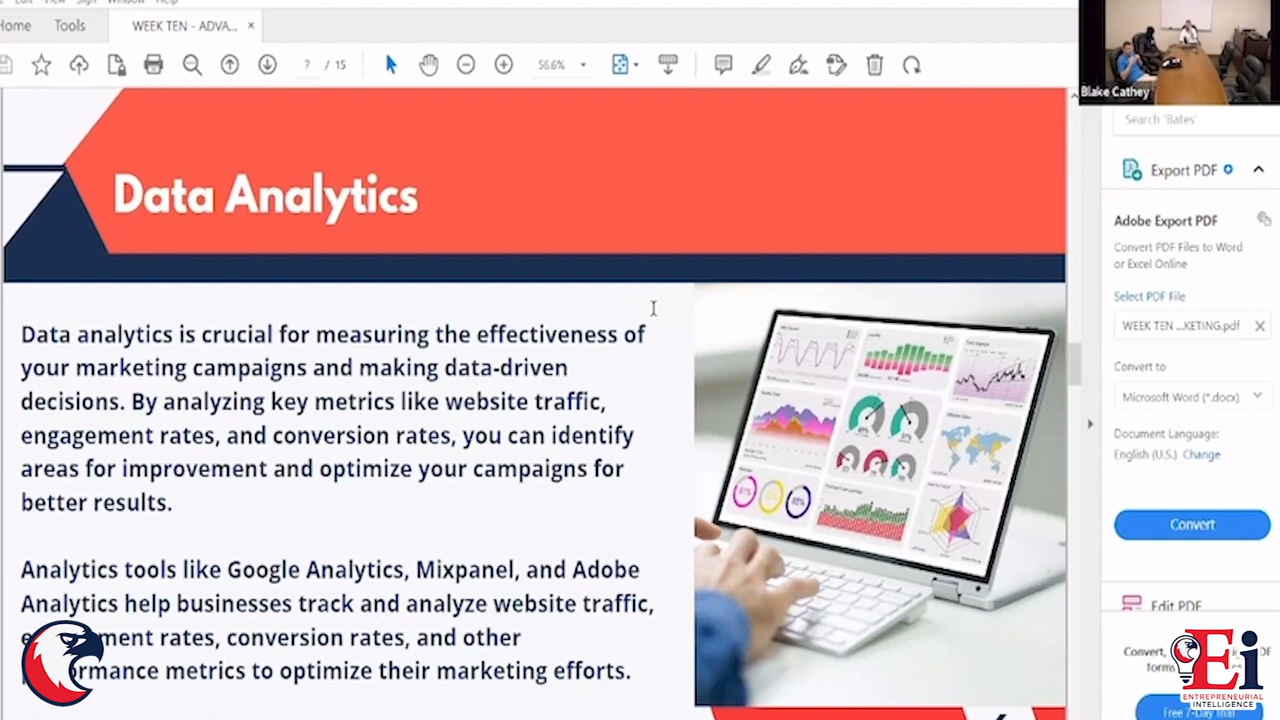 Home
Tools
WEEK TEN - ADVA...
7 / 15
56.6%
Blake Cathey
Search 'Bates'
Export PDF
Adobe Export PDF
Convert PDF Files to Word
or Excel Online
Select PDF File
WEEK TEN ...KETING.pdf
Convert to
Microsoft Word (*.docx)
Document Language:
English (U.S.) Change
Convert
Edit PDF
Convert,
Free 7-Day Trial
Data Analytics
Data analytics is crucial for measuring the effectiveness of
your marketing campaigns and making data-driven
decisions. By analyzing key metrics like website traffic,
engagement rates, and conversion rates, you can identify
areas for improvement and optimize your campaigns for
better results.
Analytics tools like Google Analytics, Mixpanel, and Adobe
Analytics help businesses track and analyze website traffic,
rates, conversion rates, and other
metrics to optimize their marketing efforts.
Ei
ENTREPRENEURIAL
INTELLIGENCE